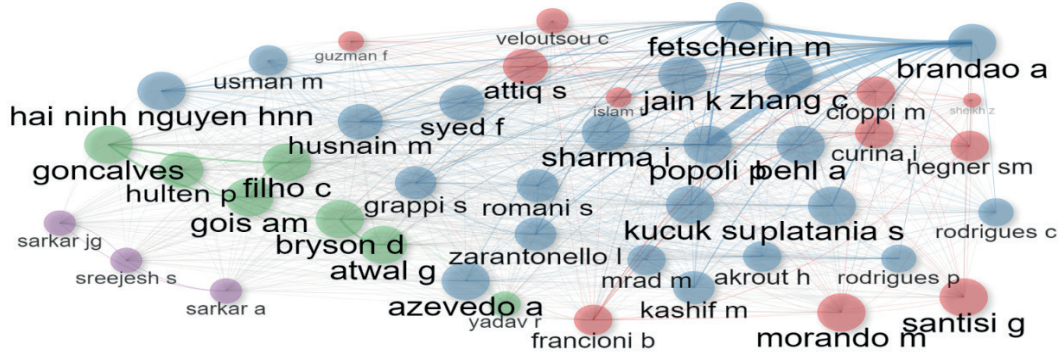 veloutsou c
guzman f
fetscherin m
brandao a
usman m
attiq s
jain k
zhang c
islam
cioppi m
sheikh z
hai ninh nguyen hnn
syed f
husnain m
sharma i
popoli p
behl a
curina i
hegner sm
goncalves
hulten p
filho c
grappi s
romani s
gois am
kucuk su
platania s
rodrigues c
sarkar jg
bryson d
zarantonello l
sreejesh s
atwal g
mrad m
akrout h
rodrigues p
sarkar a
azevedo a
yadav r
kashif m
francioni b
morando m
santisi g